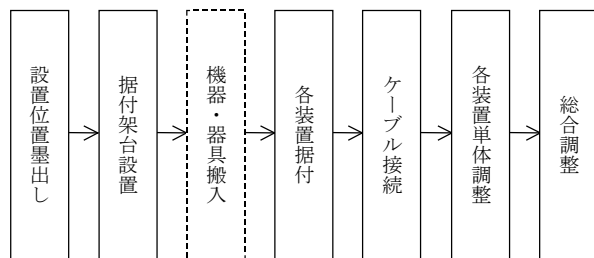 設置位置墨出し
据付架台設置
機器・器具搬入
各装置据付
ケーブル接続
各装置単体調整
総合調整